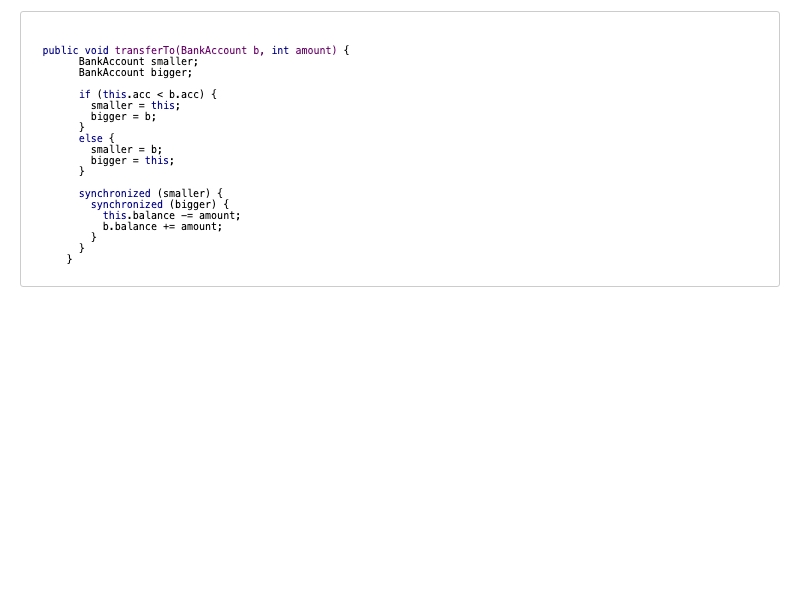 public void transferTo(BankAccount b, int amount) {
BankAccount smaller;
BankAccount bigger;
if (this.acc < b.acc) {
smaller = this;
bigger = b;
}
else {
smaller = b;
bigger = this;
}
synchronized (smaller) {
synchronized (bigger) {
this.balance −= amount;
b.balance += amount;
}
}
}